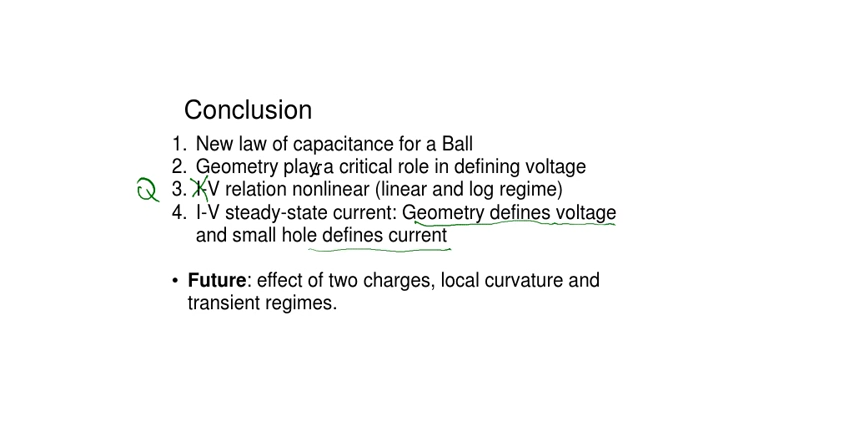 Conclusion
1. New law of capacitance for a Ball
2. Geometry plays a critical role in defining voltage
Q 3. I-V relation nonlinear (linear and log regime)
4. I-V steady-state current: Geometry defines voltage
and small hole defines current
• Future: effect of two charges, local curvature and
transient regimes.